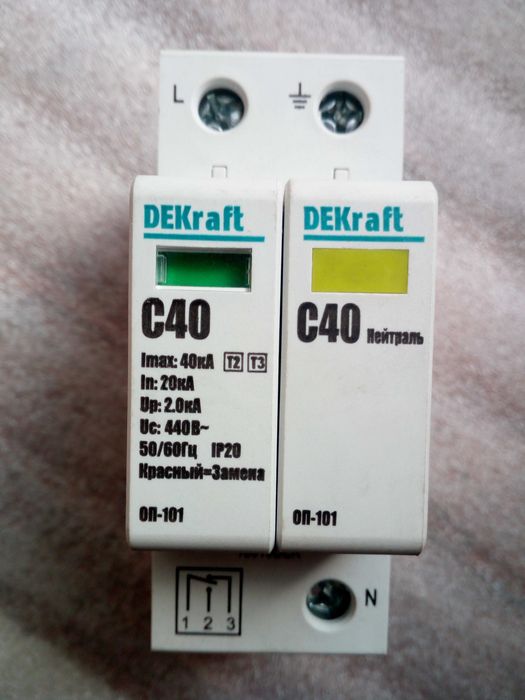 L
DEKraft
C40
Imax: 40кА T2 T3
In: 20кА
Up: 2.0кА
Uc: 440В~
50/60Гц IP20
Красный=Замена
ОП-101
DEKraft
C40 Нейтраль
ОП-101
1 2 3
N